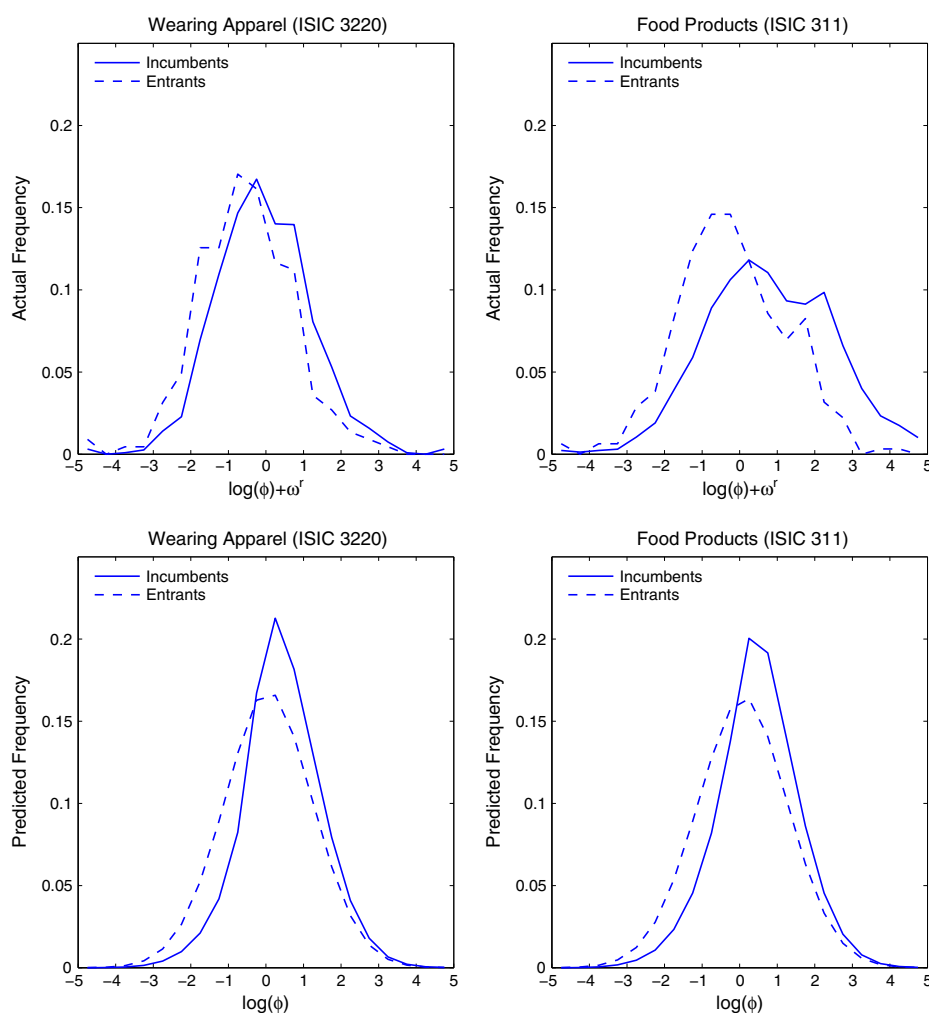 Wearing Apparel (ISIC 3220)
Incumbents
Entrants
Actual Frequency
0.2
0.15
0.1
0.05
0
−5 −4 −3 −2 −1 0 1 2 3 4 5
log(ϕ)+ωʳ
Food Products (ISIC 311)
Incumbents
Entrants
Actual Frequency
0.2
0.15
0.1
0.05
0
−5 −4 −3 −2 −1 0 1 2 3 4 5
log(ϕ)+ωʳ
Wearing Apparel (ISIC 3220)
Incumbents
Entrants
Predicted Frequency
0.2
0.15
0.1
0.05
0
−5 −4 −3 −2 −1 0 1 2 3 4 5
log(ϕ)
Food Products (ISIC 311)
Incumbents
Entrants
Predicted Frequency
0.2
0.15
0.1
0.05
0
−5 −4 −3 −2 −1 0 1 2 3 4 5
log(ϕ)